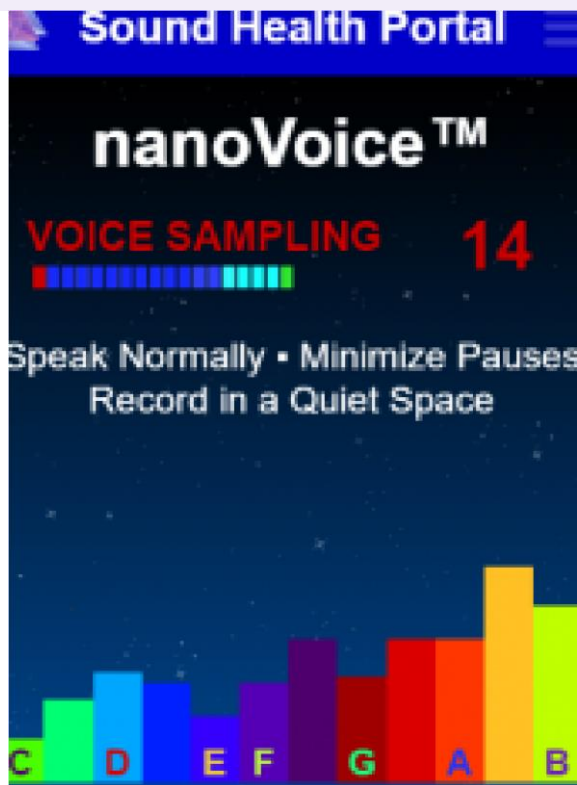 Sound Health Portal
nanoVoice™
VOICE SAMPLING 14
Speak Normally ▪ Minimize Pauses
Record in a Quiet Space
C D E F G A B